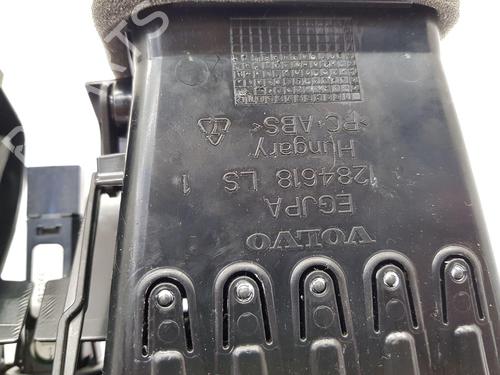 VOLVO
EGJPA
1284618 LS 1
Hungary
>PC+ABS<